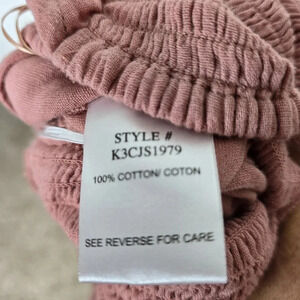 STYLE #
K3CJS1979
100% COTTON/ COTON
SEE REVERSE FOR CARE